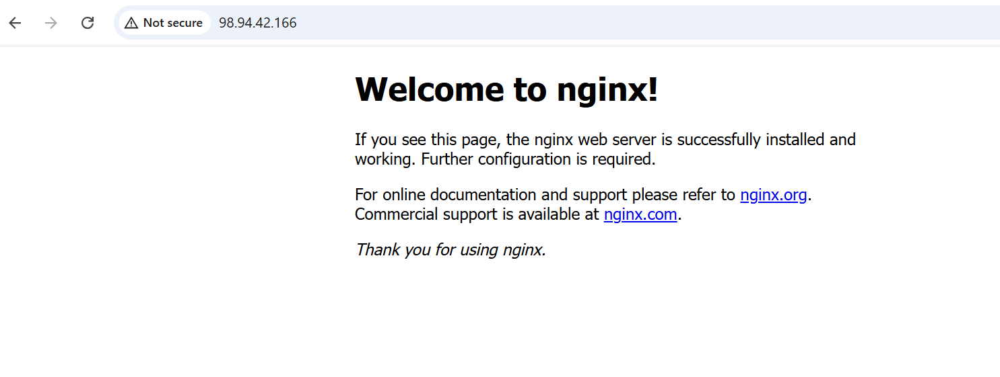 Not secure 98.94.42.166
Welcome to nginx!
If you see this page, the nginx web server is successfully installed and
working. Further configuration is required.
For online documentation and support please refer to nginx.org.
Commercial support is available at nginx.com.
Thank you for using nginx.